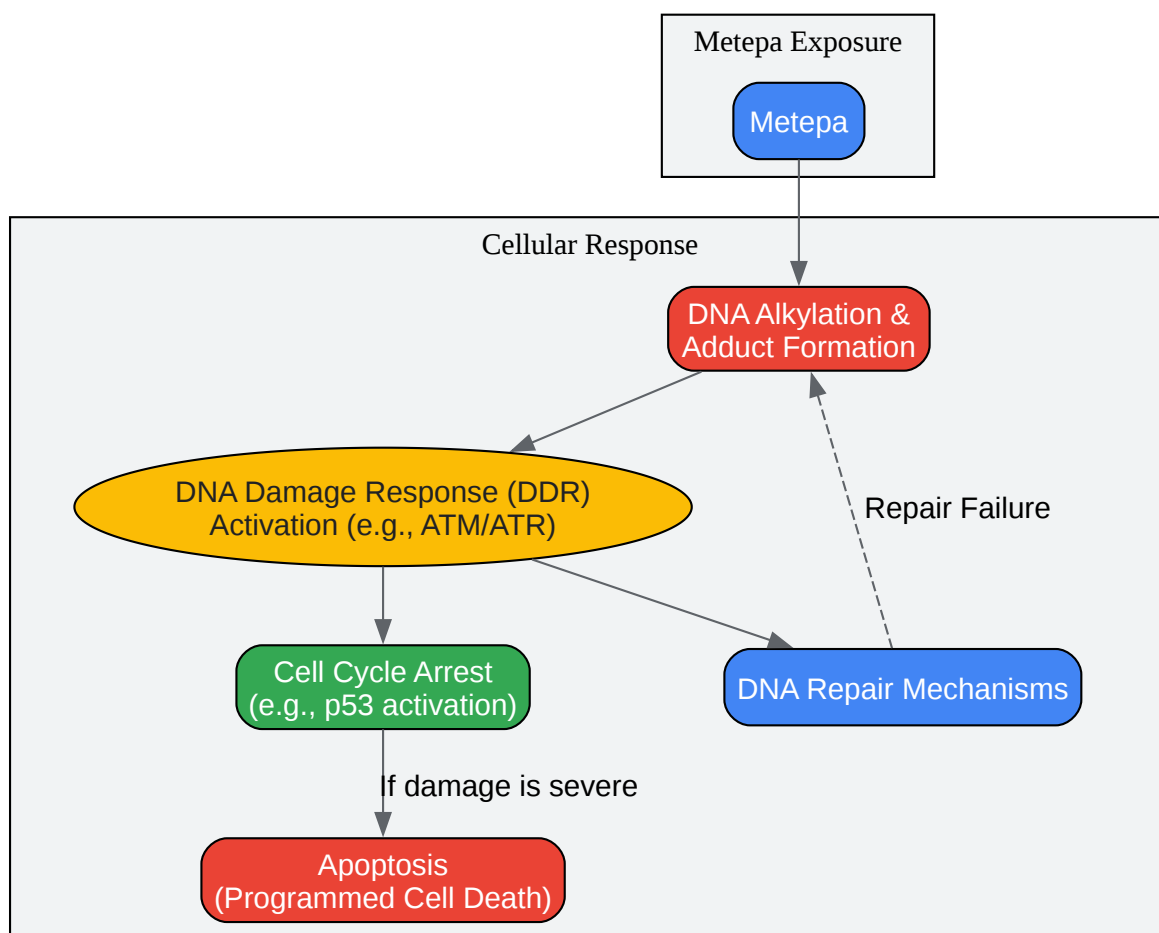 Metepa Exposure
Metepa
Cellular Response
DNA Alkylation &
Adduct Formation
DNA Damage Response (DDR)
Activation (e.g., ATM/ATR)
Repair Failure
Cell Cycle Arrest
(e.g., p53 activation)
DNA Repair Mechanisms
If damage is severe
Apoptosis
(Programmed Cell Death)